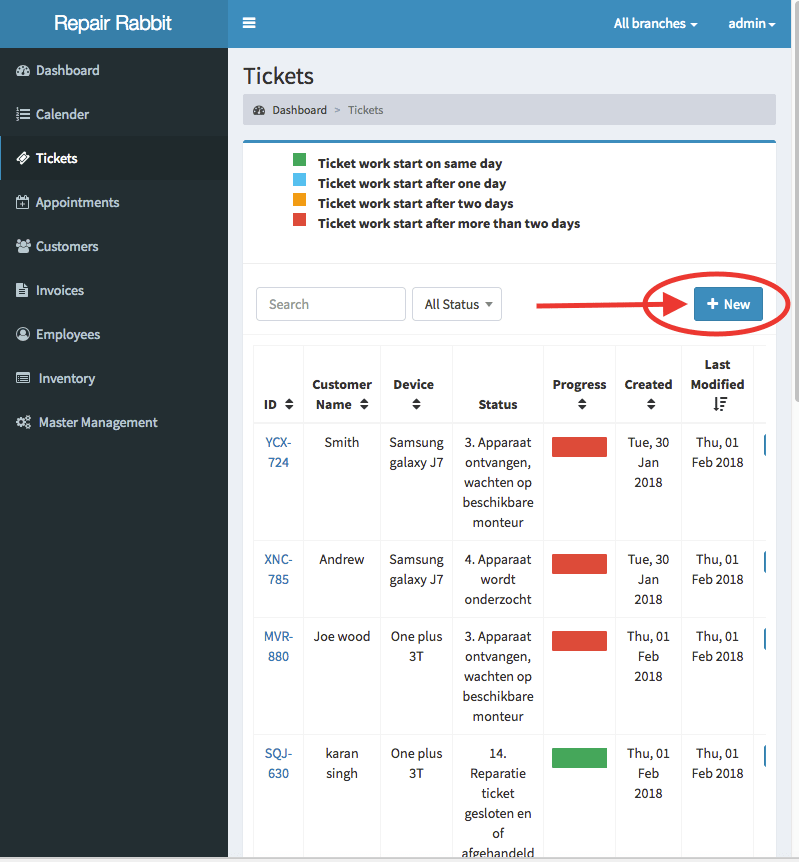 Repair Rabbit
All branches
admin
Dashboard
Calender
Tickets
Appointments
Customers
Invoices
Employees
Inventory
Master Management
Tickets
Dashboard > Tickets
Ticket work start on same day
Ticket work start after one day
Ticket work start after two days
Ticket work start after more than two days
Search
All Status
+ New
ID
Customer
Name
Device
Status
Progress
Created
Last
Modified
YCX-
724
Smith
Samsung
galaxy J7
3. Apparaat
ontvangen,
wachten op
beschikbare
monteur
Tue, 30
Jan
2018
Thu, 01
Feb 2018
XNC-
785
Andrew
Samsung
galaxy J7
4. Apparaat
wordt
onderzocht
Tue, 30
Jan
2018
Thu, 01
Feb 2018
MVR-
880
Joe wood
One plus
3T
3. Apparaat
ontvangen,
wachten op
beschikbare
monteur
Thu, 01
Feb
2018
Thu, 01
Feb 2018
SQJ-
630
karan
singh
One plus
3T
14.
Reparatie
ticket
gesloten en
of
afgehandeld
Thu, 01
Feb
2018
Thu, 01
Feb 2018